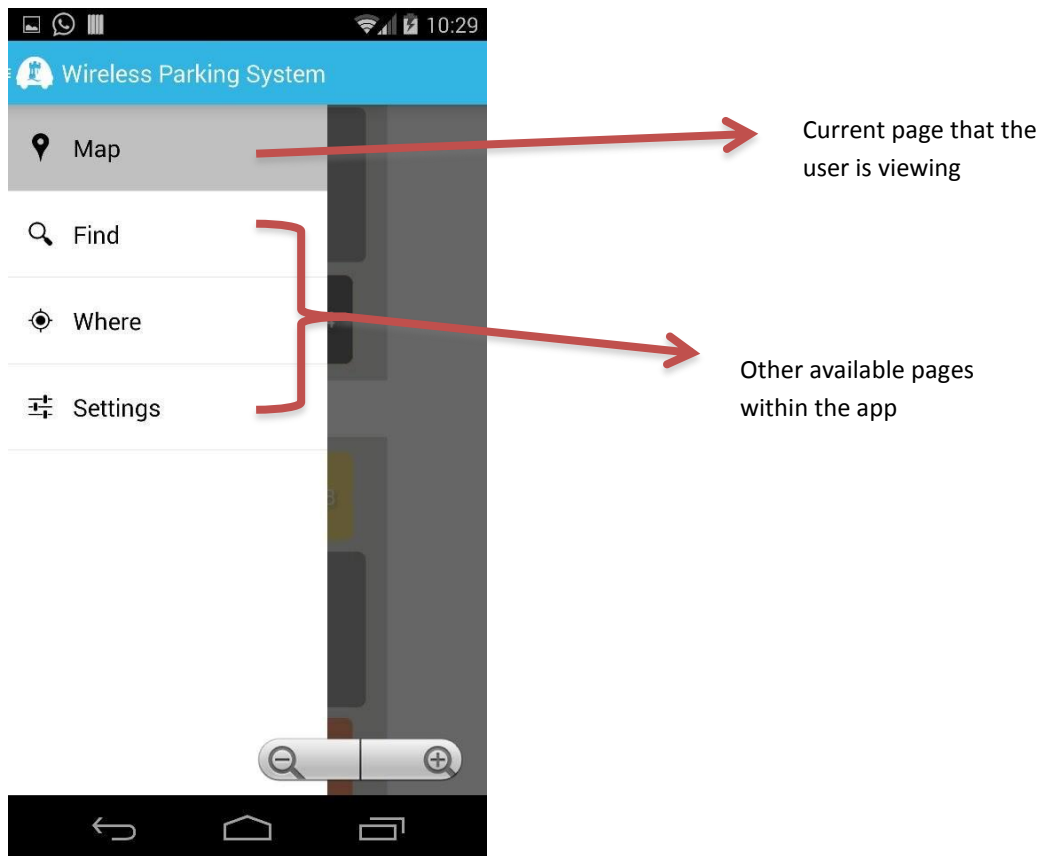 10:29
Wireless Parking System
Map
Find
Where
Settings
Current page that the
user is viewing
Other available pages
within the app